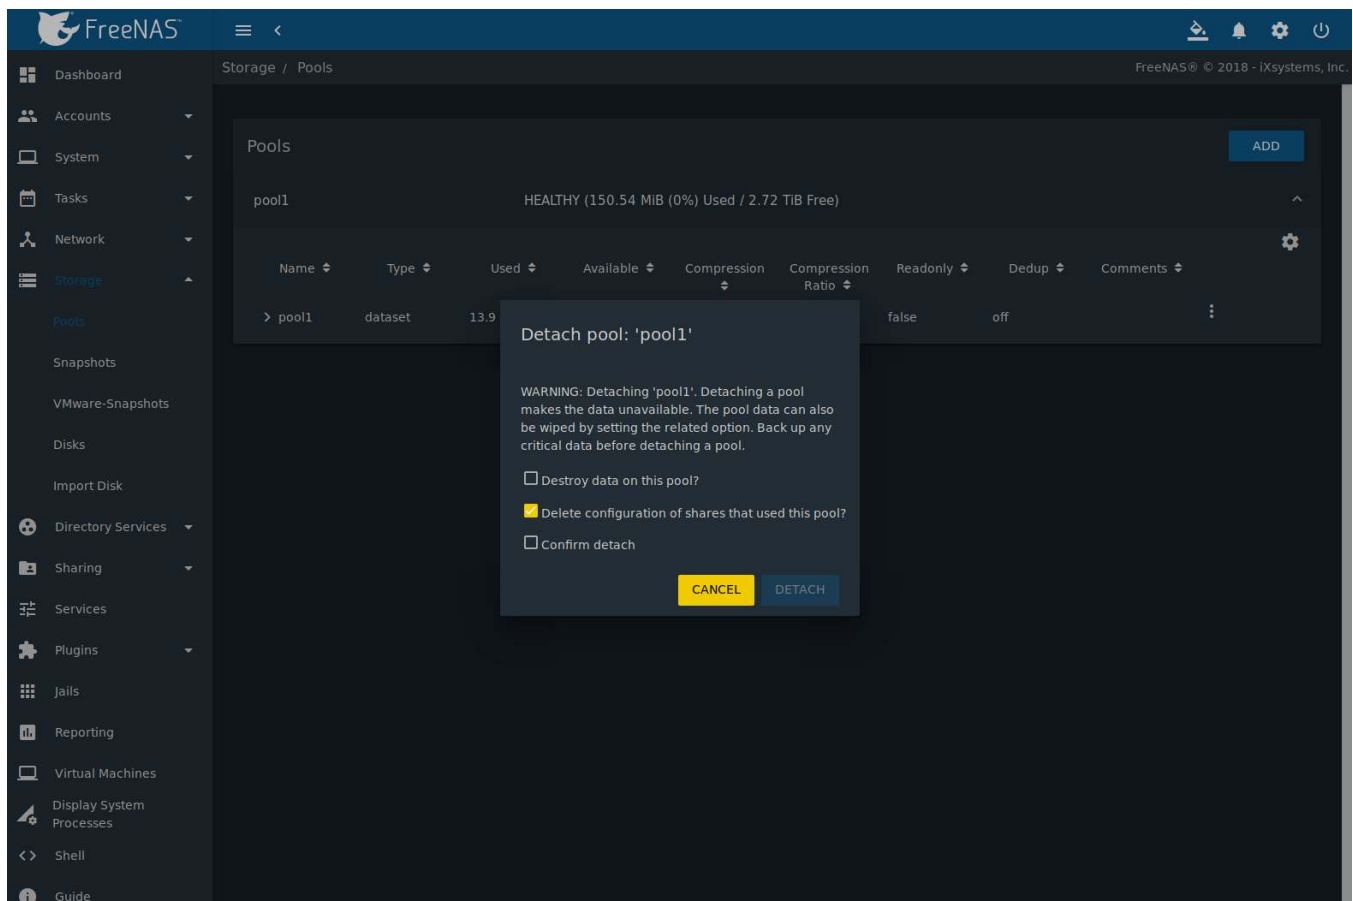 FreeNAS™
Storage / Pools
FreeNAS® © 2018 - iXsystems, Inc.
Dashboard
Accounts
System
Tasks
Network
Storage
Pools
Snapshots
VMware-Snapshots
Disks
Import Disk
Directory Services
Sharing
Services
Plugins
Jails
Reporting
Virtual Machines
Display System
Processes
Shell
Guide
Pools
ADD
pool1 HEALTHY (150.54 MiB (0%) Used / 2.72 TiB Free)
Name Type Used Available Compression Compression Readonly Dedup Comments
Ratio
pool1 dataset 13.9 false off
Detach pool: 'pool1'
WARNING: Detaching 'pool1'. Detaching a pool
makes the data unavailable. The pool data can also
be wiped by setting the related option. Back up any
critical data before detaching a pool.
Destroy data on this pool?
Delete configuration of shares that used this pool?
Confirm detach
CANCEL DETACH